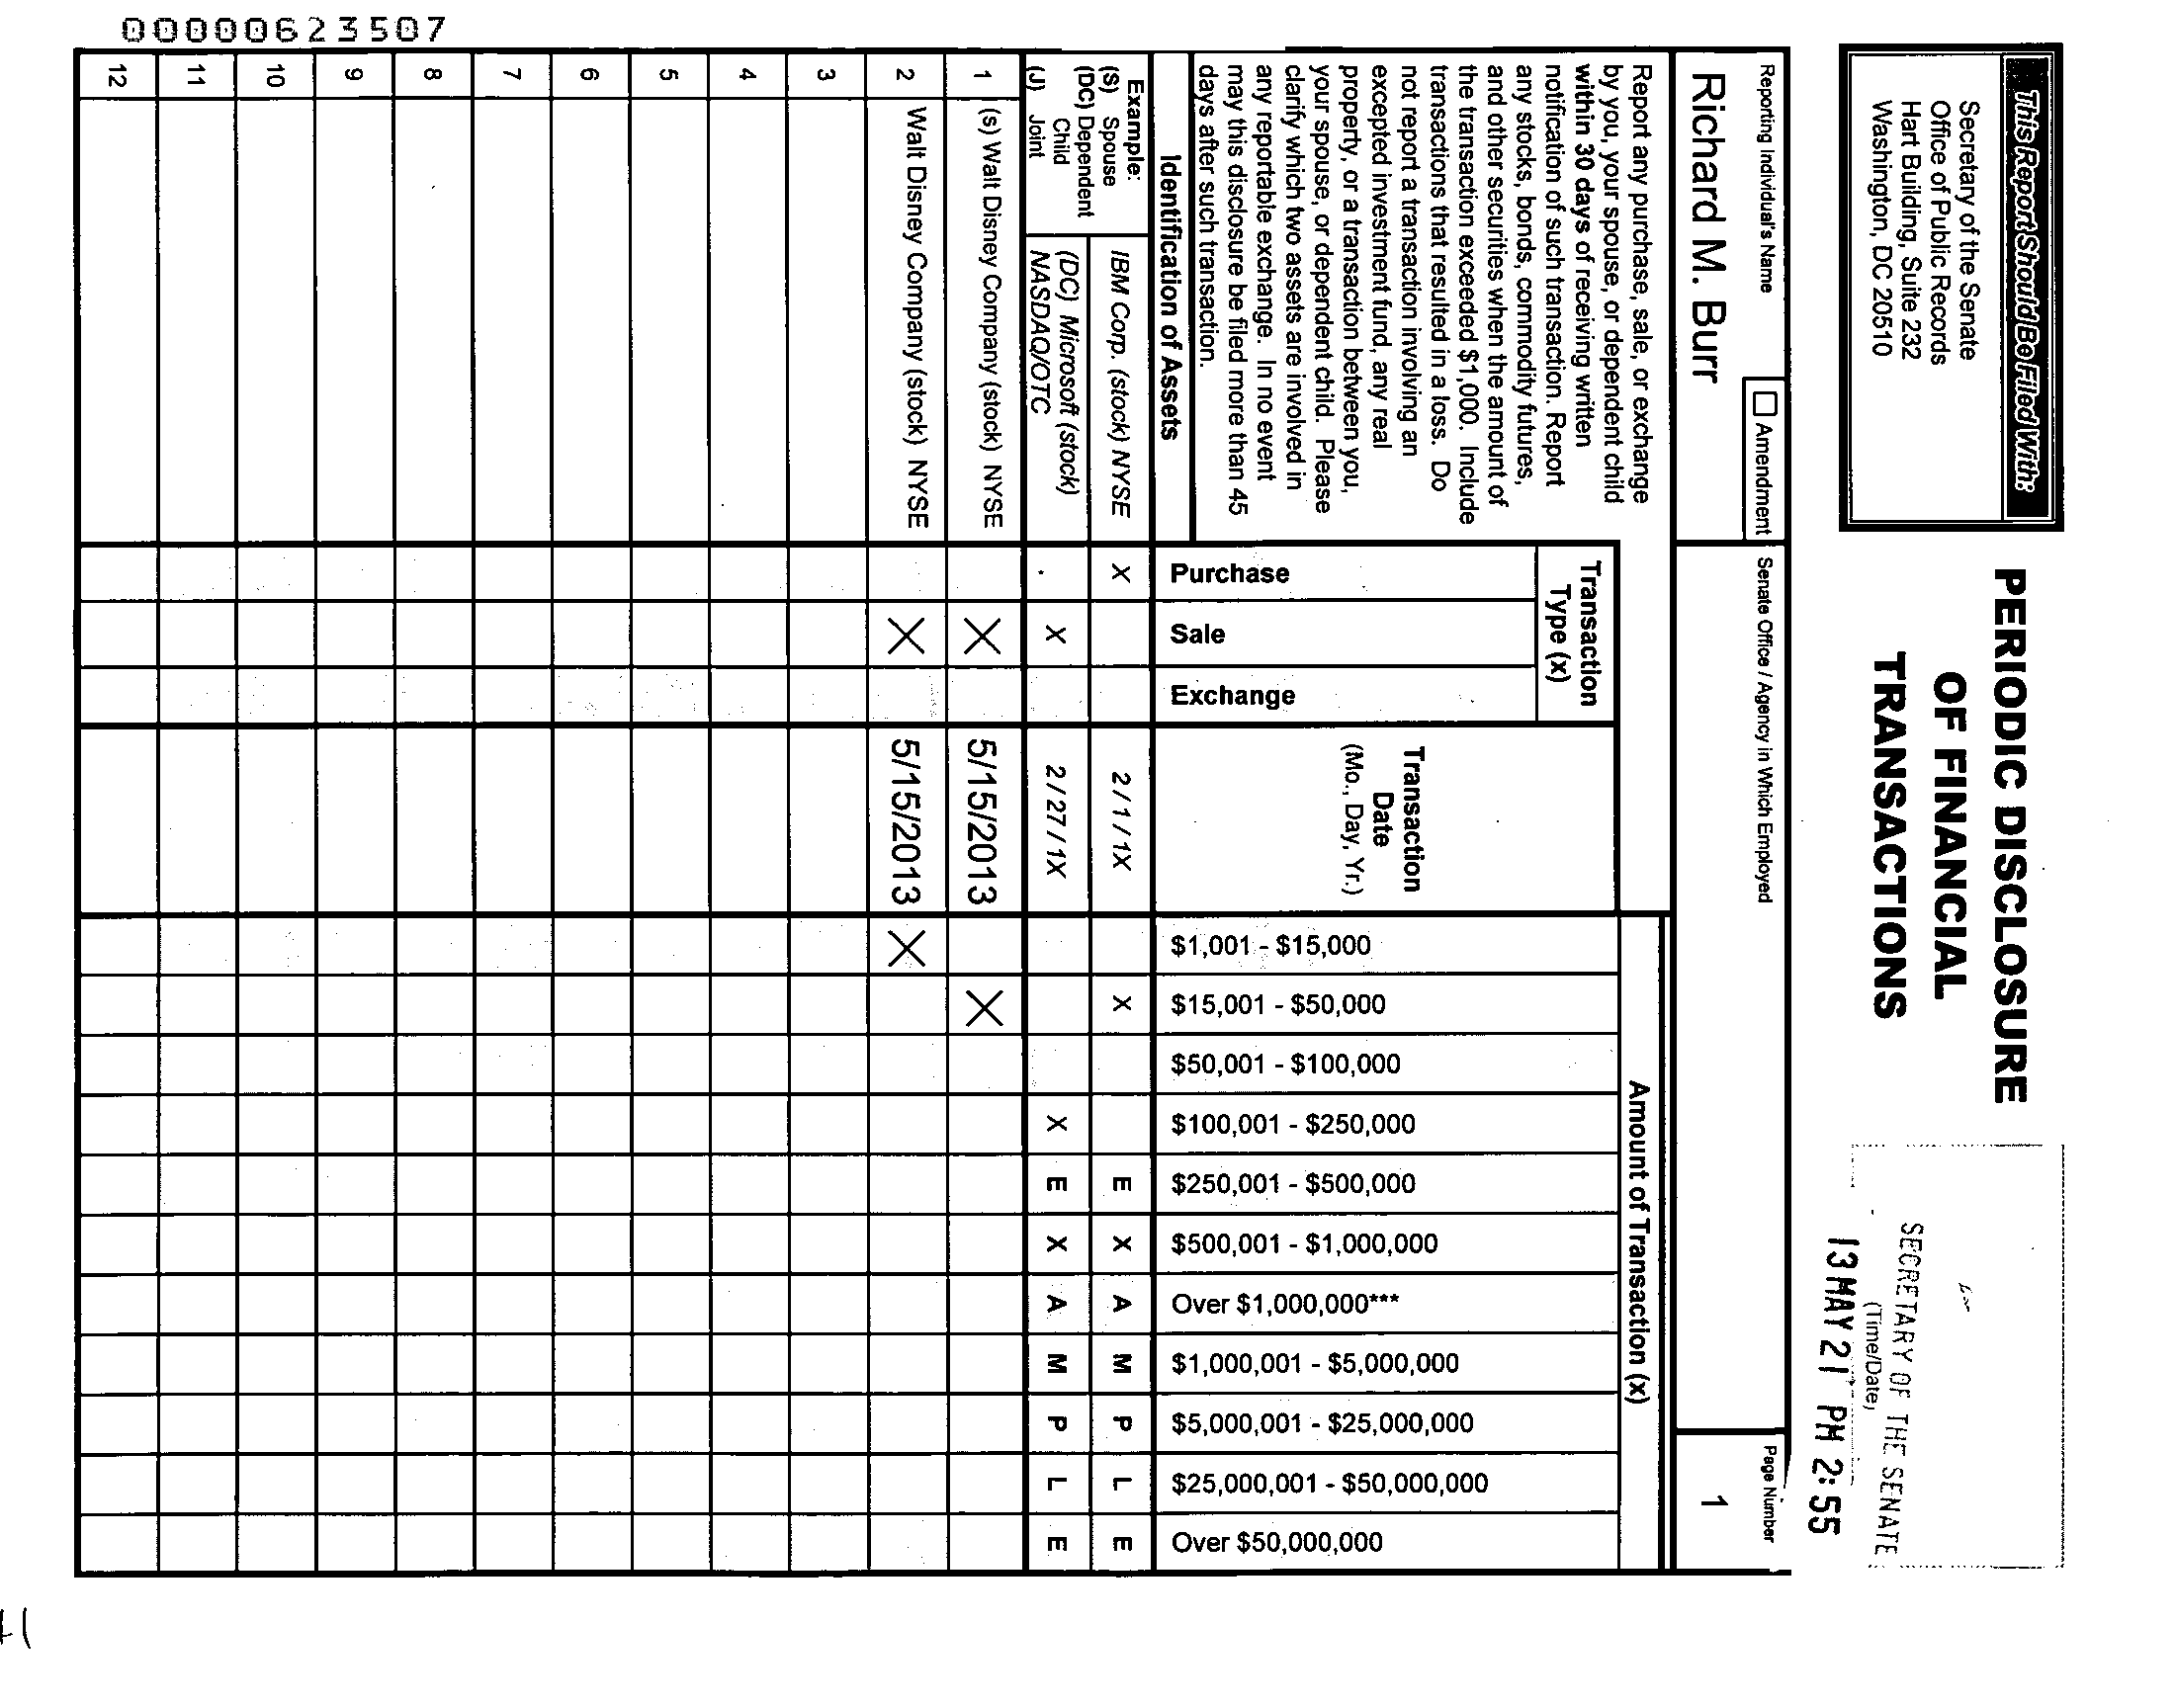 00000623507
This Report Should Be Filed With:
Secretary of the Senate
Office of Public Records
Hart Building, Suite 232
Washington, DC 20510
PERIODIC DISCLOSURE
OF FINANCIAL
TRANSACTIONS
SECRETARY OF THE SENATE
(Time/Date)
13 MAY 21 PM 2:55
Reporting Individual's Name
Amendment
Senate Office / Agency in Which Employed
Page Number
Richard M. Burr
1
Report any purchase, sale, or exchange
by you, your spouse, or dependent child
within 30 days of receiving written
notification of such transaction. Report
any stocks, bonds, commodity futures,
and other securities when the amount of
the transaction exceeded $1,000. Include
transactions that resulted in a loss. Do
not report a transaction involving an
excepted investment fund, any real
property, or a transaction between you,
your spouse, or dependent child. Please
clarify which two assets are involved in
any reportable exchange. In no event
may this disclosure be filed more than 45
days after such transaction.
Identification of Assets
Transaction
Type (x)
Purchase
Sale
Exchange
Transaction
Date
(Mo., Day, Yr.)
Amount of Transaction (x)
$1,001 - $15,000
$15,001 - $50,000
$50,001 - $100,000
$100,001 - $250,000
$250,001 - $500,000
$500,001 - $1,000,000
Over $1,000,000***
$1,000,001 - $5,000,000
$5,000,001 - $25,000,000
$25,000,001 - $50,000,000
Over $50,000,000
Example:
(S) Spouse
(DC) Dependent
Child
(J) Joint
IBM Corp. (stock) NYSE X 2 / 1 / 1X X E X A M P L E
(DC) Microsoft (stock)
NASDAQ/OTC X 2 / 27 / 1X X E X A M P L E
1 (s) Walt Disney Company (stock) NYSE X 5/15/2013 X
2 Walt Disney Company (stock) NYSE X 5/15/2013 X
3
4
5
6
7
8
9
10
11
12